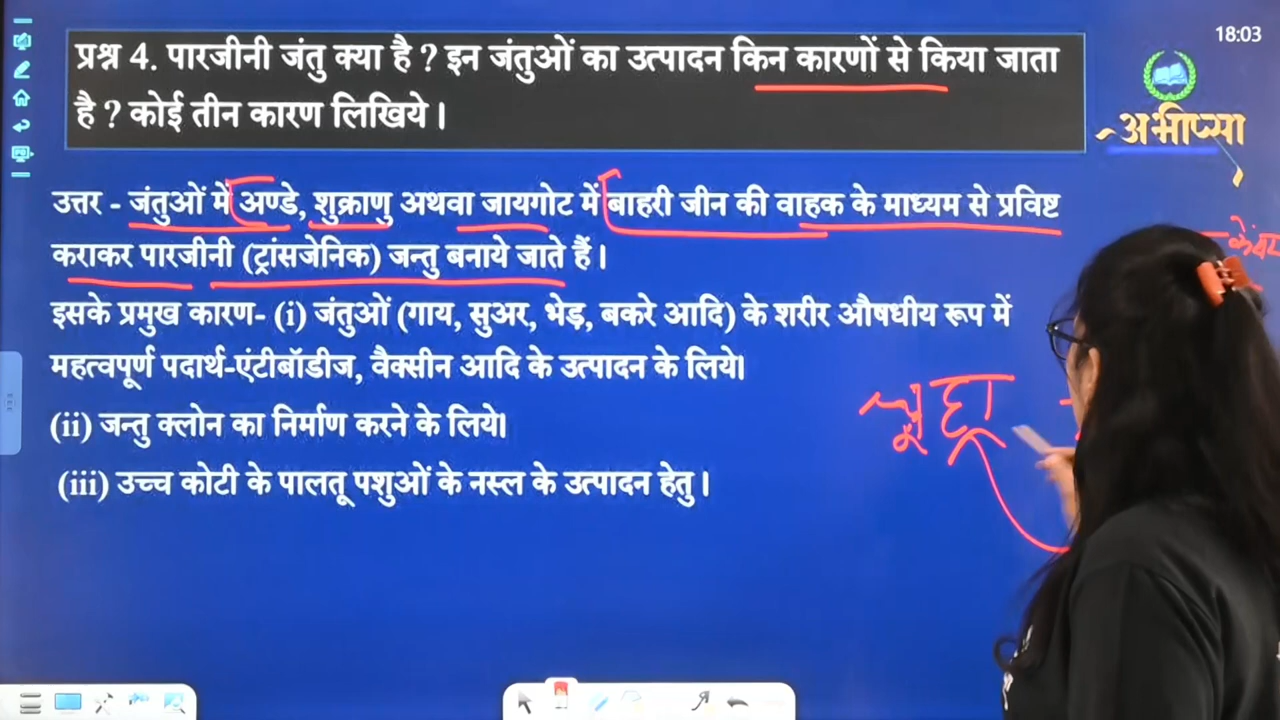 18:03
प्रश्न 4. पारजीनी जंतु क्या है ? इन जंतुओं का उत्पादन किन कारणों से किया जाता
है ? कोई तीन कारण लिखिये ।
अभीप्सा
उत्तर - जंतुओं में अण्डे, शुक्राणु अथवा जायगोट में बाहरी जीन की वाहक के माध्यम से प्रविष्ट
कराकर पारजीनी (ट्रांसजेनिक) जन्तु बनाये जाते हैं ।
इसके प्रमुख कारण- (i) जंतुओं (गाय, सुअर, भेड़, बकरे आदि) के शरीर औषधीय रूप में
महत्वपूर्ण पदार्थ-एंटीबॉडीज, वैक्सीन आदि के उत्पादन के लिये।
चूहा
(ii) जन्तु क्लोन का निर्माण करने के लिये।
(iii) उच्च कोटी के पालतू पशुओं के नस्ल के उत्पादन हेतु ।